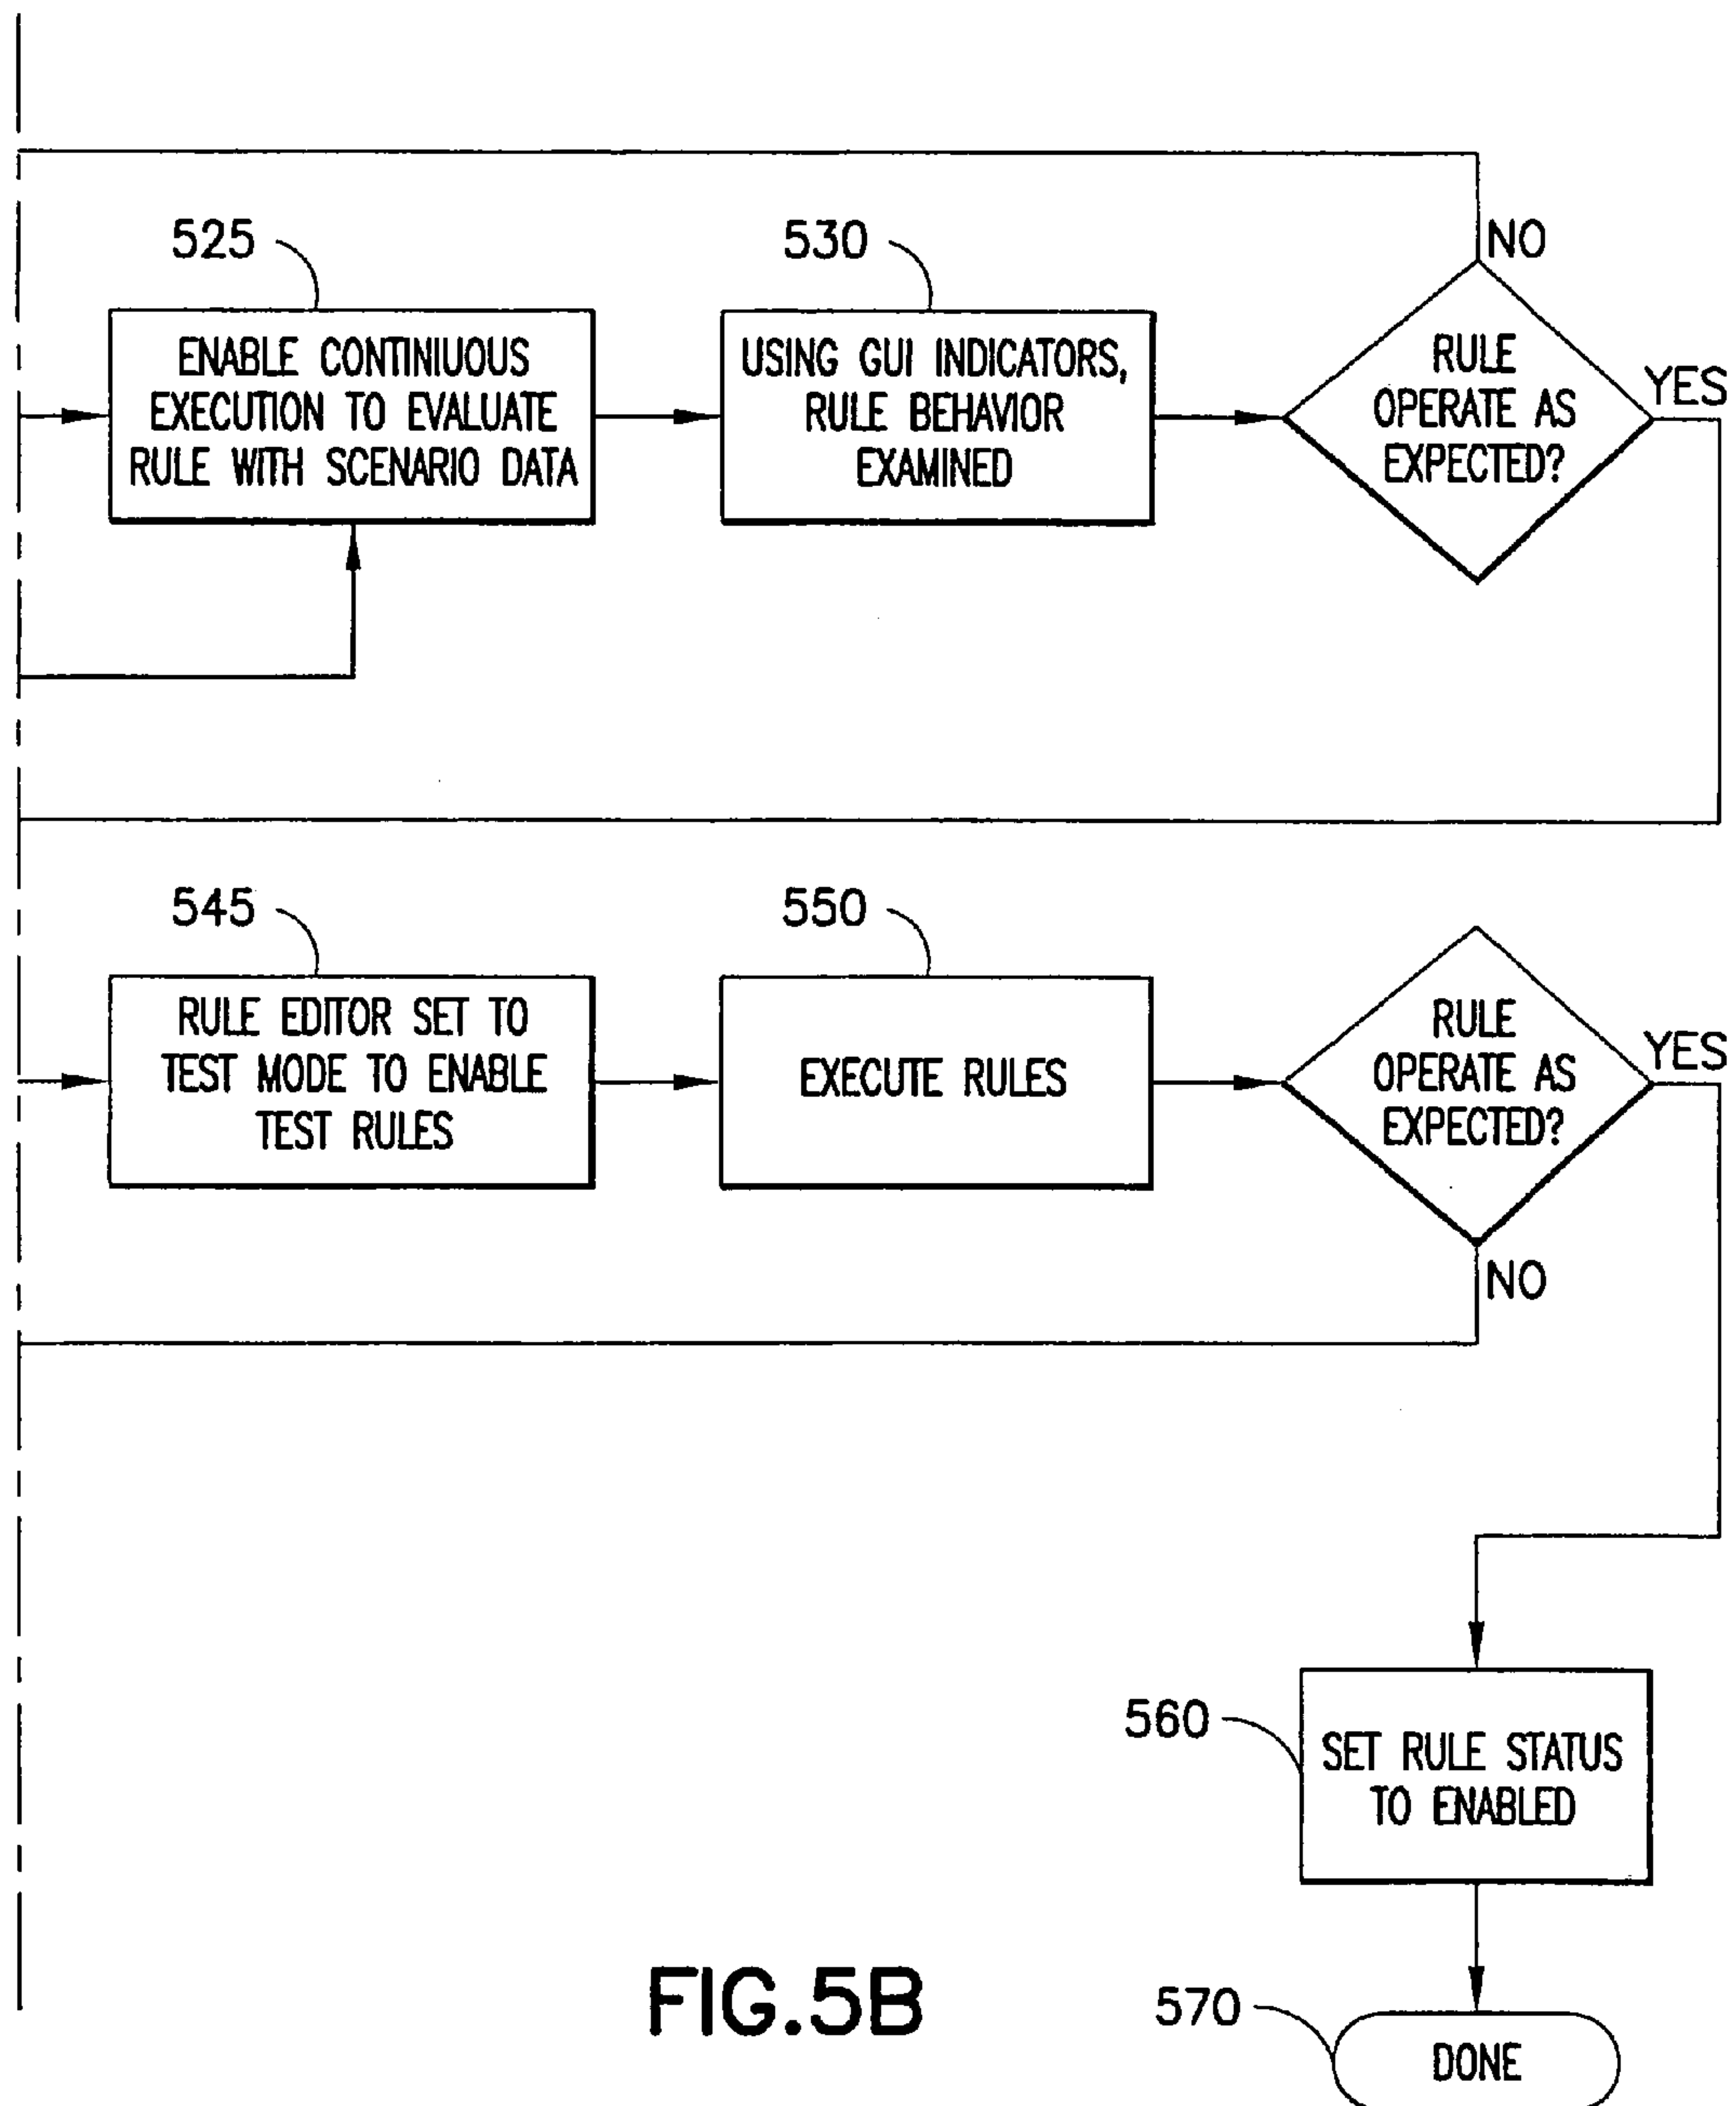 525
530
NO
ENABLE CONTINIUOUS
EXECUTION TO EVALUATE
RULE WITH SCENARIO DATA
USING GUI INDICATORS,
RULE BEHAVIOR
EXAMINED
RULE
OPERATE AS
EXPECTED?
YES
545
550
RULE EDITOR SET TO
TEST MODE TO ENABLE
TEST RULES
EXECUTE RULES
RULE
OPERATE AS
EXPECTED?
YES
NO
560
SET RULE STATUS
TO ENABLED
570
DONE
FIG.5B